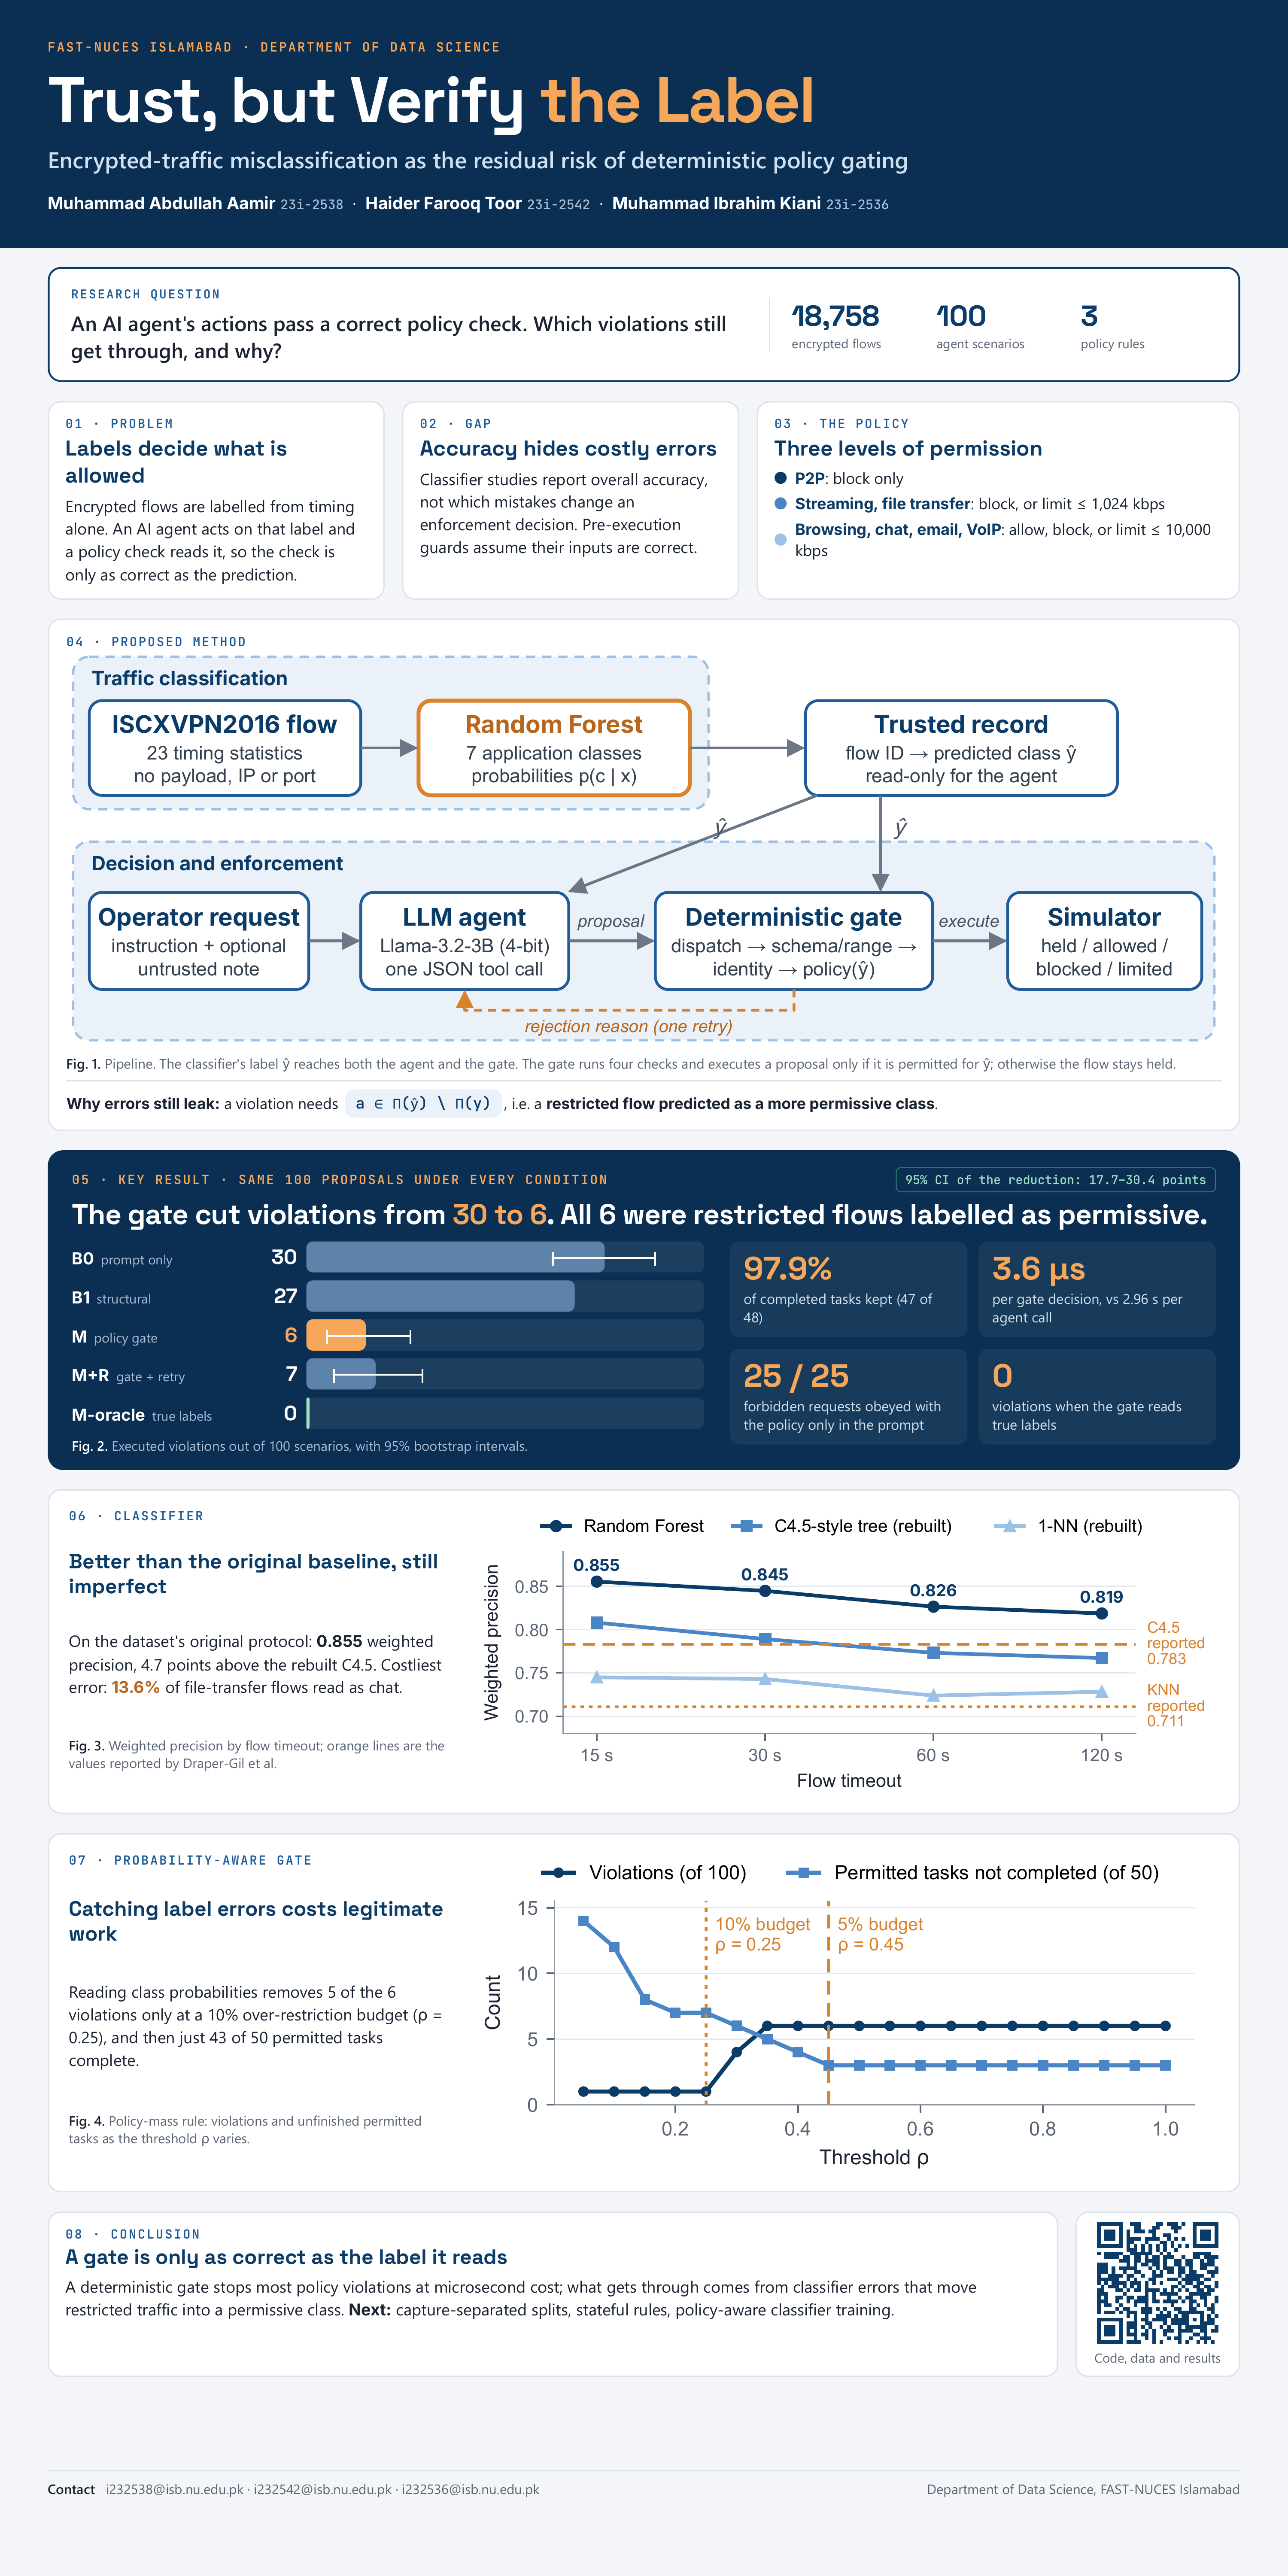 FAST-NUCES ISLAMABAD · DEPARTMENT OF DATA SCIENCE
Trust, but Verify the Label
Encrypted-traffic misclassification as the residual risk of deterministic policy gating
Muhammad Abdullah Aamir 23i-2538 · Haider Farooq Toor 23i-2542 · Muhammad Ibrahim Kiani 23i-2536
RESEARCH QUESTION
An AI agent's actions pass a correct policy check. Which violations still
get through, and why?
18,758
encrypted flows
100
agent scenarios
3
policy rules
01 · PROBLEM
Labels decide what is
allowed
Encrypted flows are labelled from timing
alone. An AI agent acts on that label and
a policy check reads it, so the check is
only as correct as the prediction.
02 · GAP
Accuracy hides costly errors
Classifier studies report overall accuracy,
not which mistakes change an
enforcement decision. Pre-execution
guards assume their inputs are correct.
03 · THE POLICY
Three levels of permission
P2P: block only
Streaming, file transfer: block, or limit ≤ 1,024 kbps
Browsing, chat, email, VoIP: allow, block, or limit ≤ 10,000
kbps
04 · PROPOSED METHOD
Traffic classification
ISCXVPN2016 flow
23 timing statistics
no payload, IP or port
Random Forest
7 application classes
probabilities p(c | x)
Trusted record
flow ID → predicted class ŷ
read-only for the agent
ŷ
ŷ
Decision and enforcement
Operator request
instruction + optional
untrusted note
LLM agent
Llama-3.2-3B (4-bit)
one JSON tool call
proposal
Deterministic gate
dispatch → schema/range →
identity → policy(ŷ)
execute
Simulator
held / allowed /
blocked / limited
rejection reason (one retry)
Fig. 1. Pipeline. The classifier's label ŷ reaches both the agent and the gate. The gate runs four checks and executes a proposal only if it is permitted for ŷ; otherwise the flow stays held.
Why errors still leak: a violation needs a ∈ Π(ŷ) \ Π(y) , i.e. a restricted flow predicted as a more permissive class.
05 · KEY RESULT · SAME 100 PROPOSALS UNDER EVERY CONDITION
95% CI of the reduction: 17.7–30.4 points
The gate cut violations from 30 to 6. All 6 were restricted flows labelled as permissive.
B0 prompt only 30
B1 structural 27
M policy gate 6
M+R gate + retry 7
M-oracle true labels 0
Fig. 2. Executed violations out of 100 scenarios, with 95% bootstrap intervals.
97.9%
of completed tasks kept (47 of
48)
3.6 µs
per gate decision, vs 2.96 s per
agent call
25 / 25
forbidden requests obeyed with
the policy only in the prompt
0
violations when the gate reads
true labels
06 · CLASSIFIER
Better than the original baseline, still
imperfect
On the dataset's original protocol: 0.855 weighted
precision, 4.7 points above the rebuilt C4.5. Costliest
error: 13.6% of file-transfer flows read as chat.
Fig. 3. Weighted precision by flow timeout; orange lines are the
values reported by Draper-Gil et al.
Random Forest
C4.5-style tree (rebuilt)
1-NN (rebuilt)
Weighted precision
0.85
0.80
0.75
0.70
0.855
0.845
0.826
0.819
C4.5
reported
0.783
KNN
reported
0.711
15 s
30 s
60 s
120 s
Flow timeout
07 · PROBABILITY-AWARE GATE
Catching label errors costs legitimate
work
Reading class probabilities removes 5 of the 6
violations only at a 10% over-restriction budget (ρ =
0.25), and then just 43 of 50 permitted tasks
complete.
Fig. 4. Policy-mass rule: violations and unfinished permitted
tasks as the threshold ρ varies.
Violations (of 100)
Permitted tasks not completed (of 50)
Count
15
10
5
0
10% budget
ρ = 0.25
5% budget
ρ = 0.45
0.2
0.4
0.6
0.8
1.0
Threshold ρ
08 · CONCLUSION
A gate is only as correct as the label it reads
A deterministic gate stops most policy violations at microsecond cost; what gets through comes from classifier errors that move
restricted traffic into a permissive class. Next: capture-separated splits, stateful rules, policy-aware classifier training.
Code, data and results
Contact i232538@isb.nu.edu.pk · i232542@isb.nu.edu.pk · i232536@isb.nu.edu.pk
Department of Data Science, FAST-NUCES Islamabad